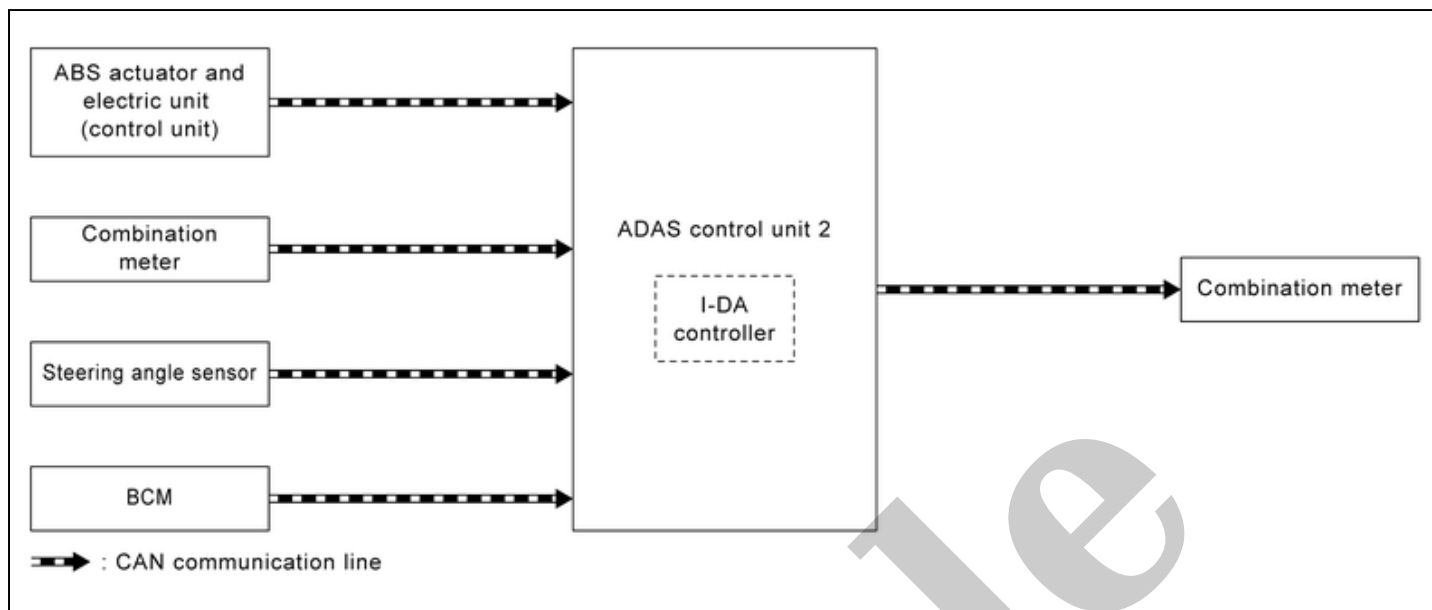 ABS actuator and
electric unit
(control unit)
Combination
meter
Steering angle sensor
BCM
ADAS control unit 2
I-DA
controller
Combination meter
: CAN communication line
le